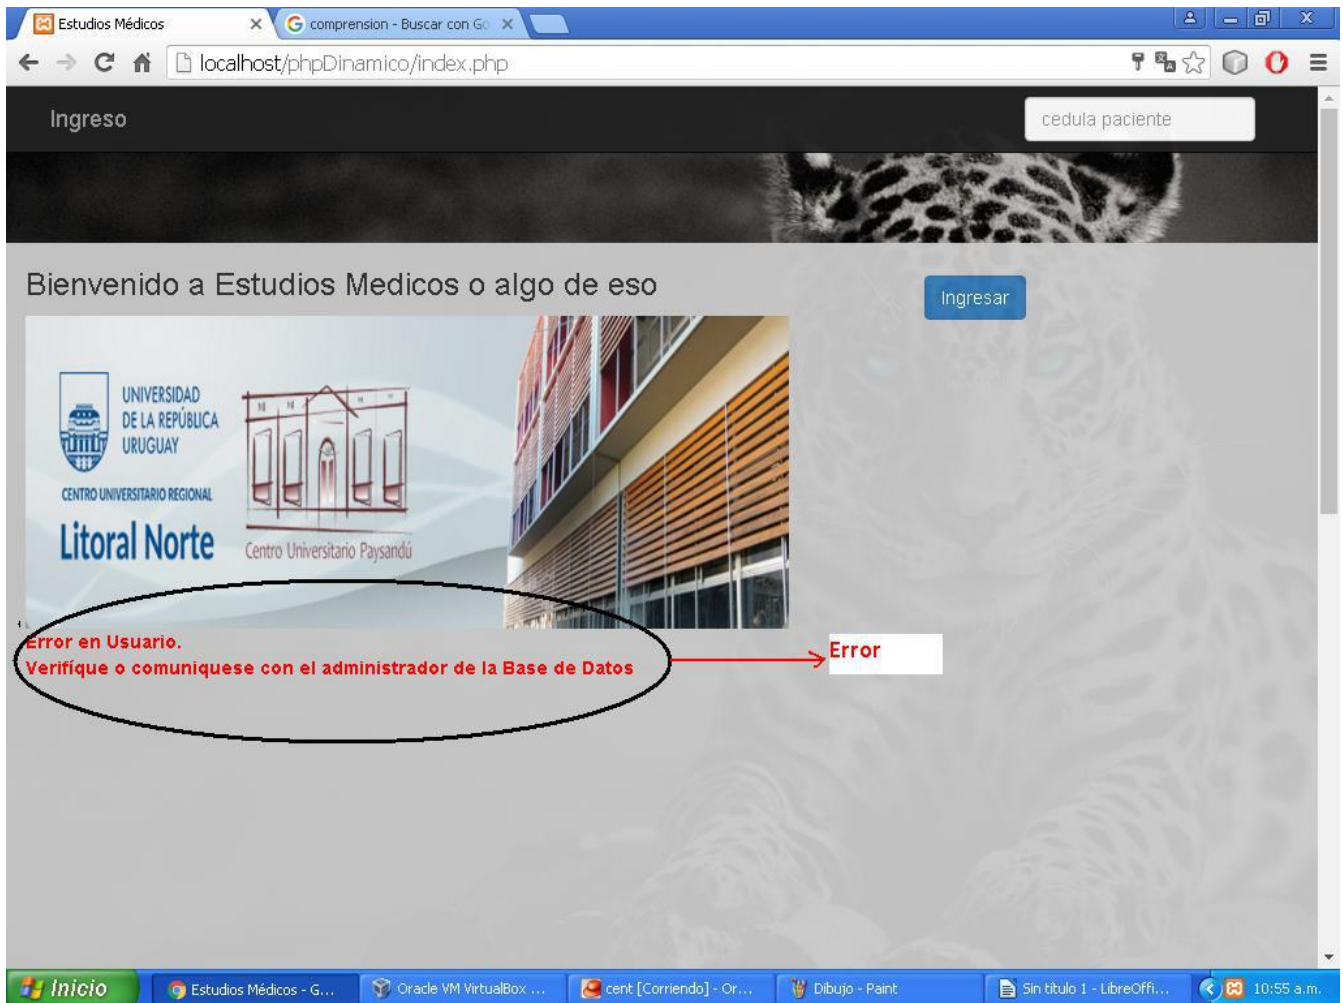 Estudios Médicos
comprension - Buscar con Go
localhost/phpDinamico/index.php
Ingreso
cedula paciente
Bienvenido a Estudios Medicos o algo de eso
Ingresar
UNIVERSIDAD
DE LA REPÚBLICA
URUGUAY
CENTRO UNIVERSITARIO REGIONAL
Litoral Norte
Centro Universitario Paysandú
Error en Usuario.
Verifíque o comuniquese con el administrador de la Base de Datos
Error
Inicio
Estudios Médicos - G...
Oracle VM VirtualBox ...
cent [Corriendo] - Or...
Dibujo - Paint
Sin título 1 - LibreOffi...
10:55 a.m.